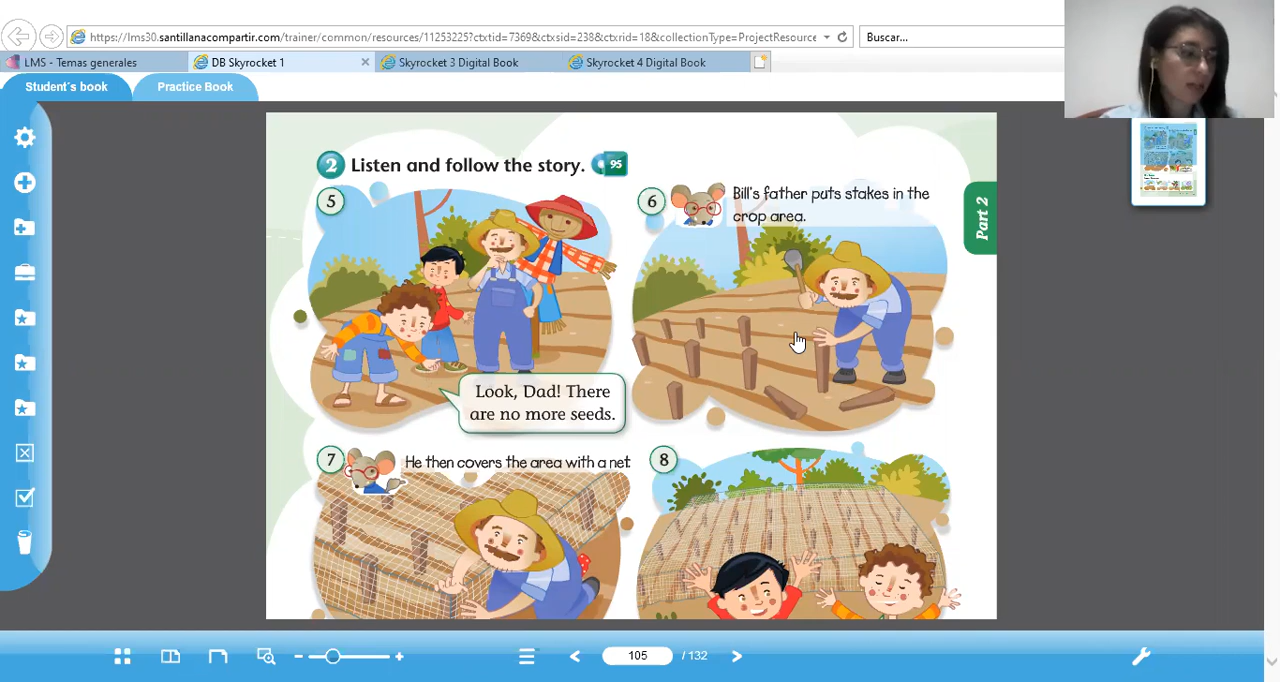 https://lms30.santillanacompartir.com/trainer/common/resources/11253225?ctxtid=7369&ctxsid=238&ctxrid=18&collectionType=ProjectResource
Buscar...
LMS - Temas generales
DB Skyrocket 1
Skyrocket 3 Digital Book
Skyrocket 4 Digital Book
Student's book
Practice Book
2 Listen and follow the story. 95
5
6
Bill's father puts stakes in the
crop area.
Part 2
Look, Dad! There
are no more seeds.
7
He then covers the area with a net
8
105 / 132